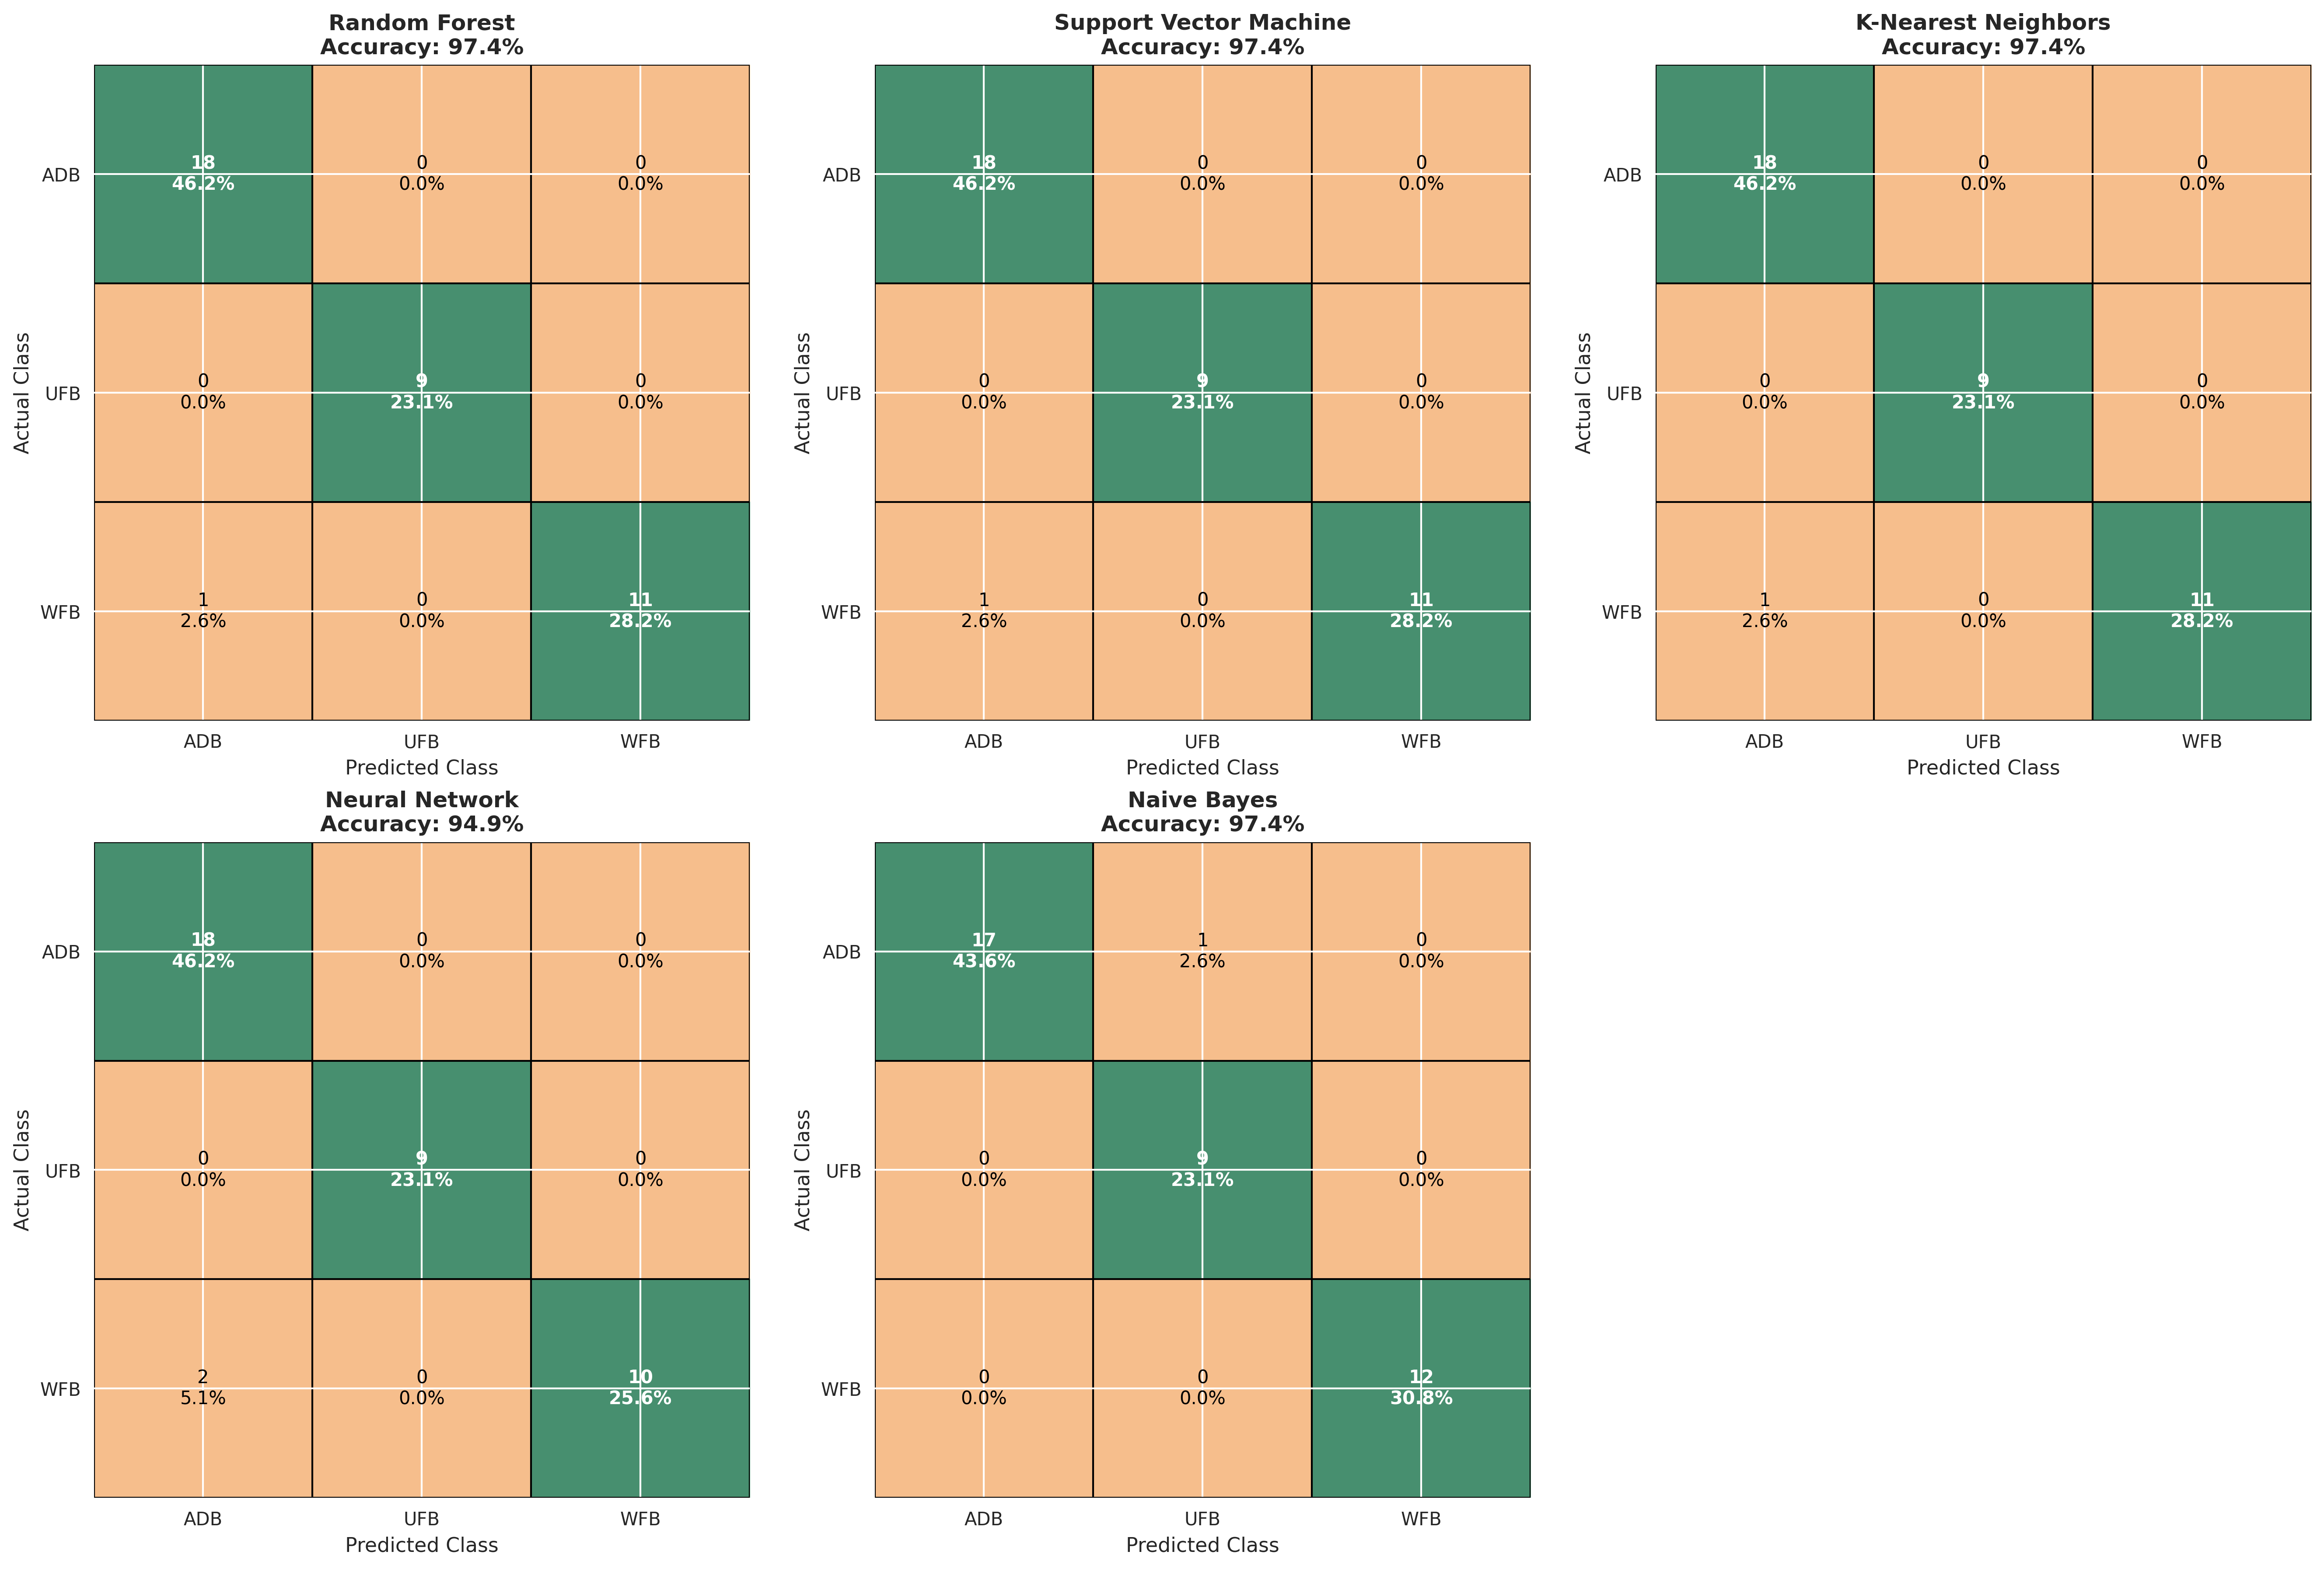 Random Forest
Accuracy: 97.4%
Actual Class
ADB
18
46.2%
0
0.0%
0
0.0%
UFB
0
0.0%
9
23.1%
0
0.0%
WFB
1
2.6%
0
0.0%
11
28.2%
ADB
UFB
WFB
Predicted Class
Support Vector Machine
Accuracy: 97.4%
Actual Class
ADB
18
46.2%
0
0.0%
0
0.0%
UFB
0
0.0%
9
23.1%
0
0.0%
WFB
1
2.6%
0
0.0%
11
28.2%
ADB
UFB
WFB
Predicted Class
K-Nearest Neighbors
Accuracy: 97.4%
Actual Class
ADB
18
46.2%
0
0.0%
0
0.0%
UFB
0
0.0%
9
23.1%
0
0.0%
WFB
1
2.6%
0
0.0%
11
28.2%
ADB
UFB
WFB
Predicted Class
Neural Network
Accuracy: 94.9%
Actual Class
ADB
18
46.2%
0
0.0%
0
0.0%
UFB
0
0.0%
9
23.1%
0
0.0%
WFB
2
5.1%
0
0.0%
10
25.6%
ADB
UFB
WFB
Predicted Class
Naive Bayes
Accuracy: 97.4%
Actual Class
ADB
17
43.6%
1
2.6%
0
0.0%
UFB
0
0.0%
9
23.1%
0
0.0%
WFB
0
0.0%
0
0.0%
12
30.8%
ADB
UFB
WFB
Predicted Class